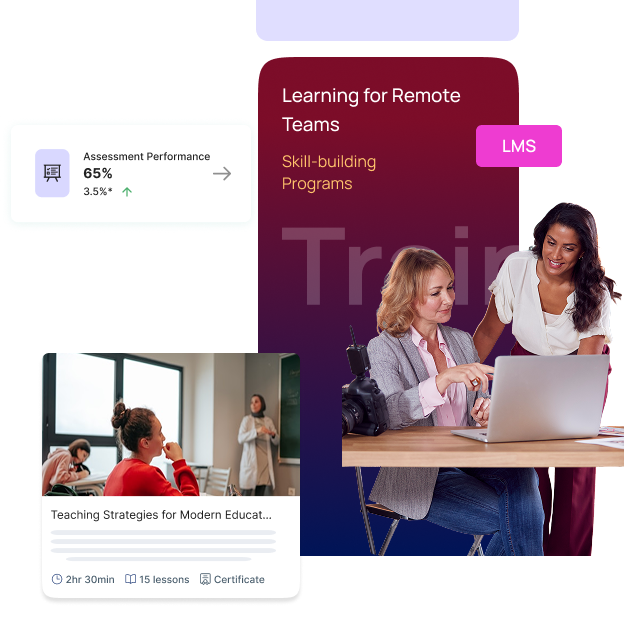 Learning for Remote
Teams
Skill-building
Programs
LMS
Assessment Performance
65%
3.5%*
Train
Teaching Strategies for Modern Educat...
2hr 30min
15 lessons
Certificate